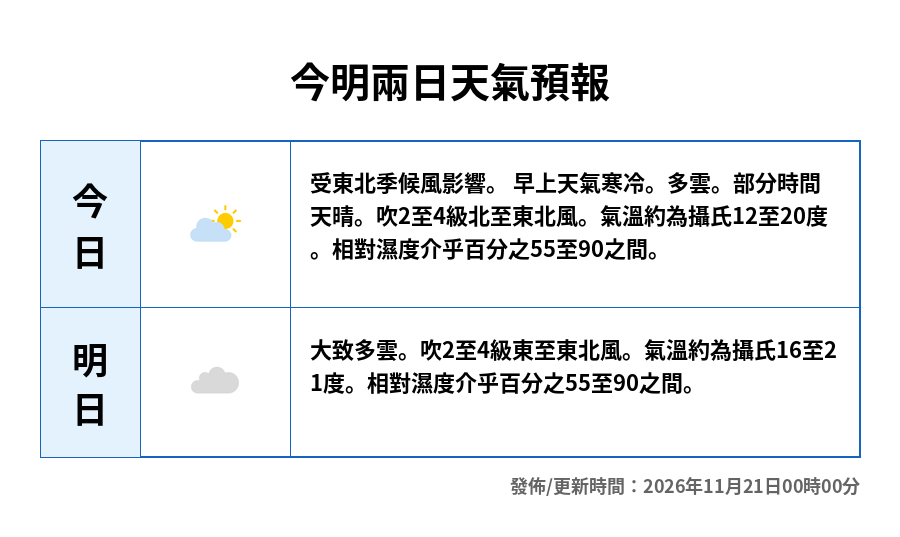 今明兩日天氣預報
今
日
受東北季候風影響。 早上天氣寒冷。多雲。部分時間
天晴。吹2至4級北至東北風。氣溫約為攝氏12至20度
。相對濕度介乎百分之55至90之間。
明
日
大致多雲。吹2至4級東至東北風。氣溫約為攝氏16至2
1度。相對濕度介乎百分之55至90之間。
發佈/更新時間：2026年11月21日00時00分